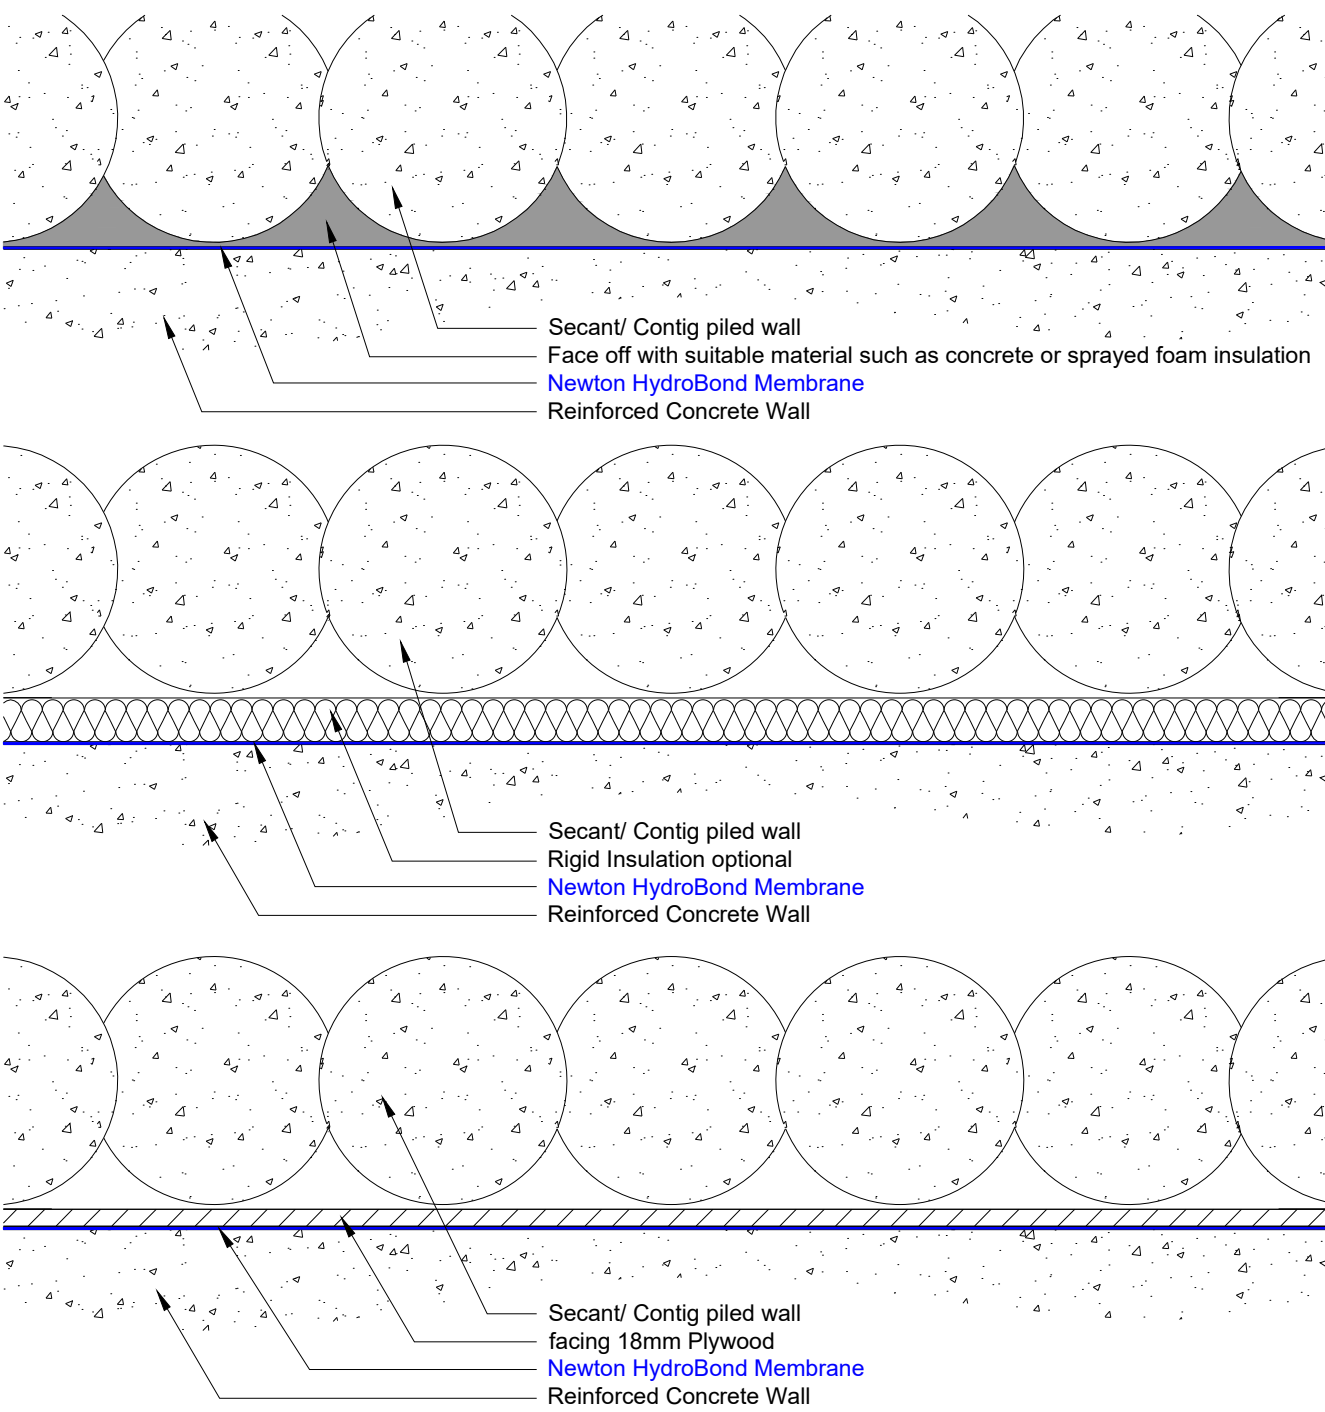 Secant/ Contig piled wall
Face off with suitable material such as concrete or sprayed foam insulation
Newton HydroBond Membrane
Reinforced Concrete Wall
Secant/ Contig piled wall
Rigid Insulation optional
Newton HydroBond Membrane
Reinforced Concrete Wall
Secant/ Contig piled wall
facing 18mm Plywood
Newton HydroBond Membrane
Reinforced Concrete Wall